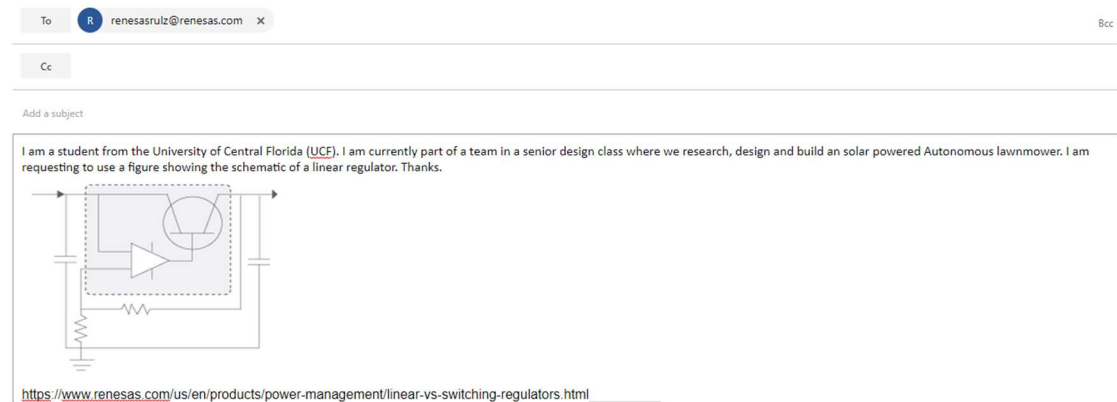 To R renesasrulz@renesas.com × Bcc
Cc
Add a subject
I am a student from the University of Central Florida (UCF). I am currently part of a team in a senior design class where we research, design and build an solar powered Autonomous lawnmower. I am
requesting to use a figure showing the schematic of a linear regulator. Thanks.
https://www.renesas.com/us/en/products/power-management/linear-vs-switching-regulators.html